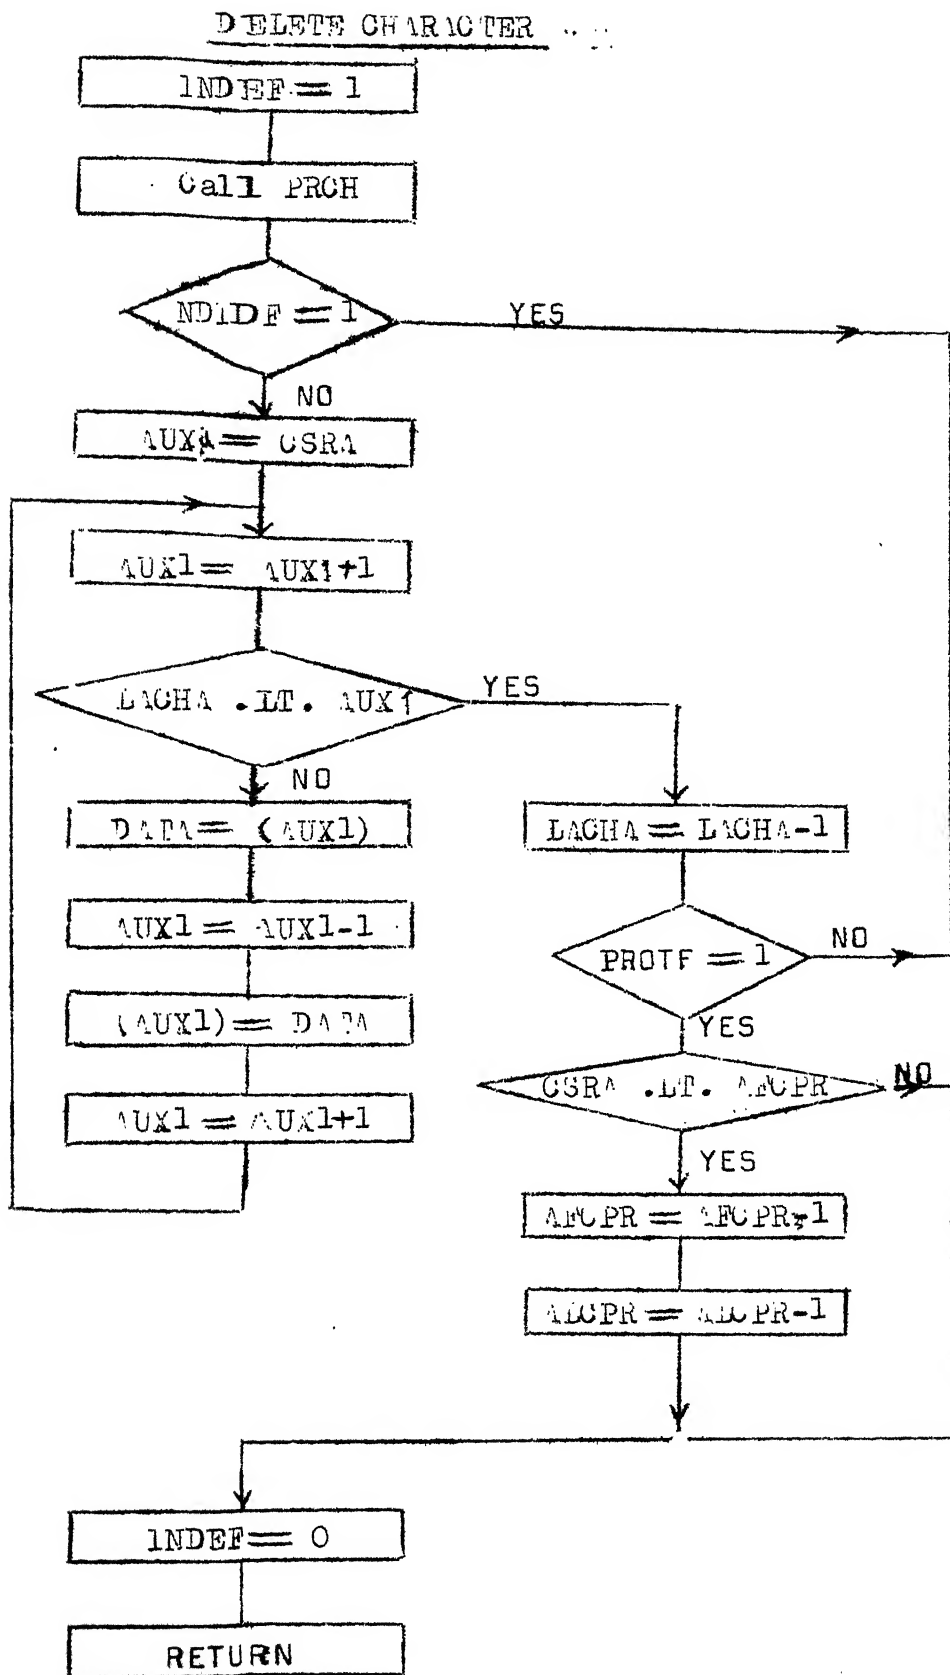 DELETE CHARACTER
INDEF = 1
Call PRCH
NDIDF = 1
YES
NO
AUX1 = CSRA
AUX1 = AUX1+1
LACHA .LT. AUX1
YES
NO
DATA = (AUX1)
LACHA = LACHA-1
AUX1 = AUX1-1
PROTF = 1
NO
(AUX1) = DATA
YES
CSRA .LT. AFCPR
NO
AUX1 = AUX1+1
YES
AFCPR = AFCPR-1
ALCPR = ALCPR-1
INDEF = 0
RETURN